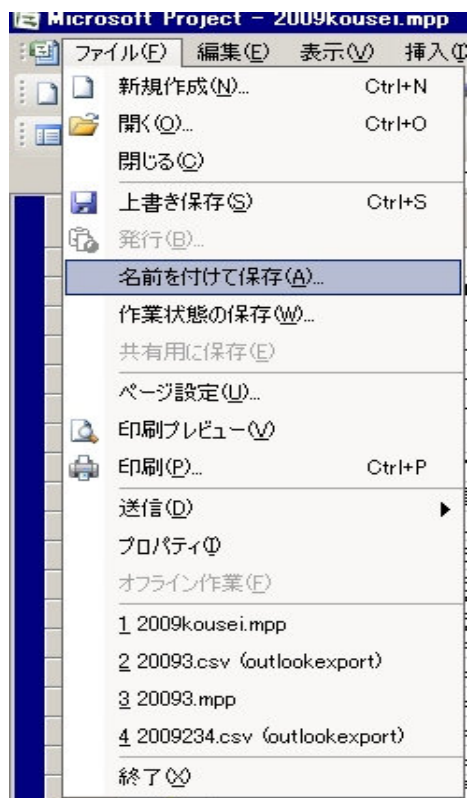 Microsoft Project - 2009kousei.mpp
ファイル(F) 編集(E) 表示(V) 挿入(I
新規作成(N)... Ctrl+N
開く(O)... Ctrl+O
閉じる(C)
上書き保存(S) Ctrl+S
発行(B)...
名前を付けて保存(A)...
作業状態の保存(W)...
共有用に保存(E)
ページ設定(U)...
印刷プレビュー(V)
印刷(P)... Ctrl+P
送信(D)
プロパティ(I)
オフライン作業(F)
1 2009kousei.mpp
2 20093.csv (outlookexport)
3 20093.mpp
4 2009234.csv (outlookexport)
終了(X)